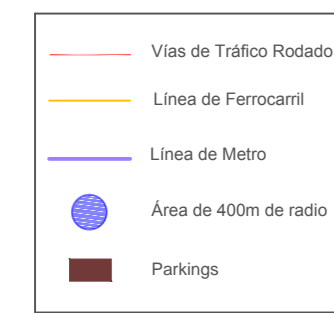 Vías de Tráfico Rodado
Línea de Ferrocarril
Línea de Metro
Área de 400m de radio
Parkings